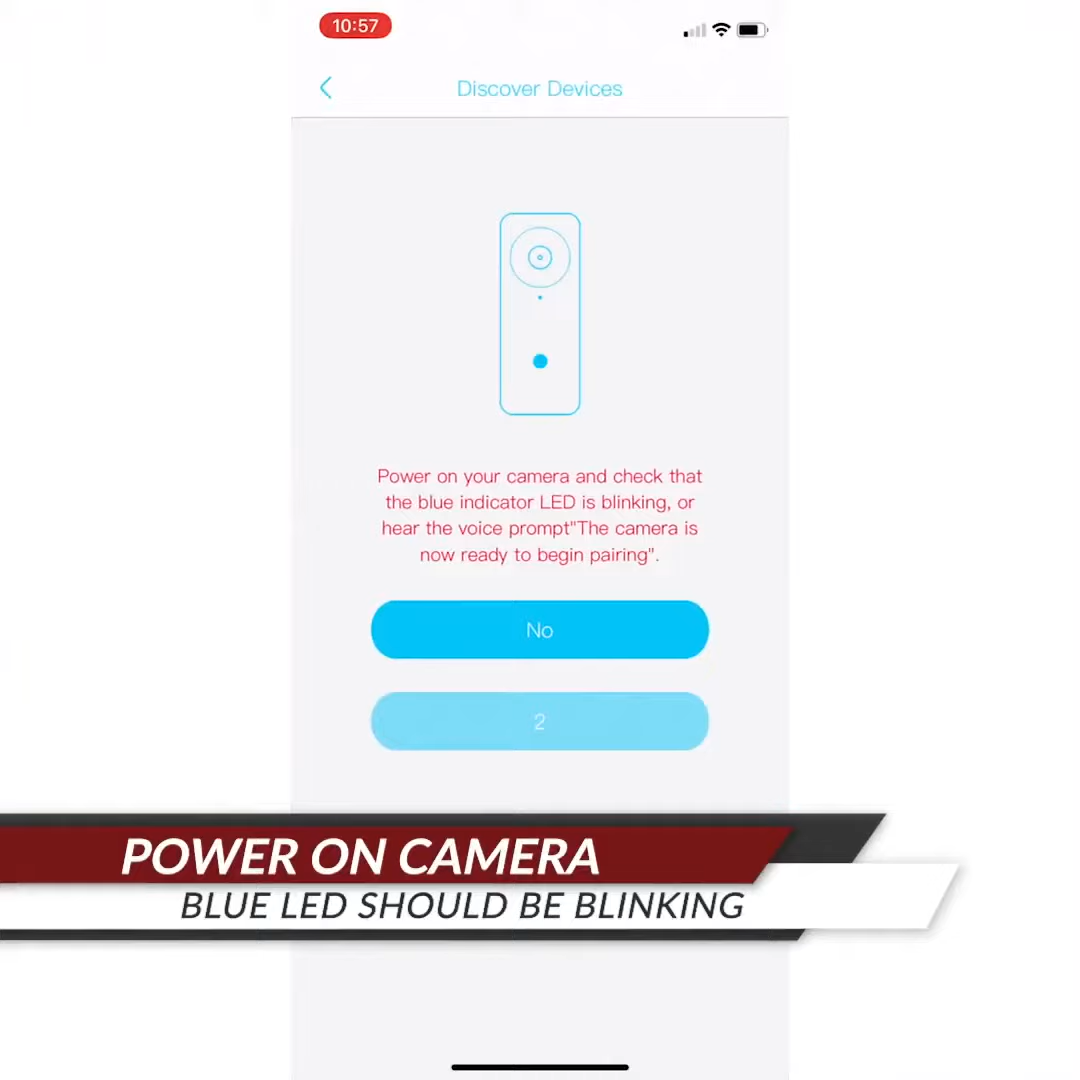 10:57
Discover Devices
Power on your camera and check that
the blue indicator LED is blinking, or
hear the voice prompt"The camera is
now ready to begin pairing".
No
2
POWER ON CAMERA
BLUE LED SHOULD BE BLINKING